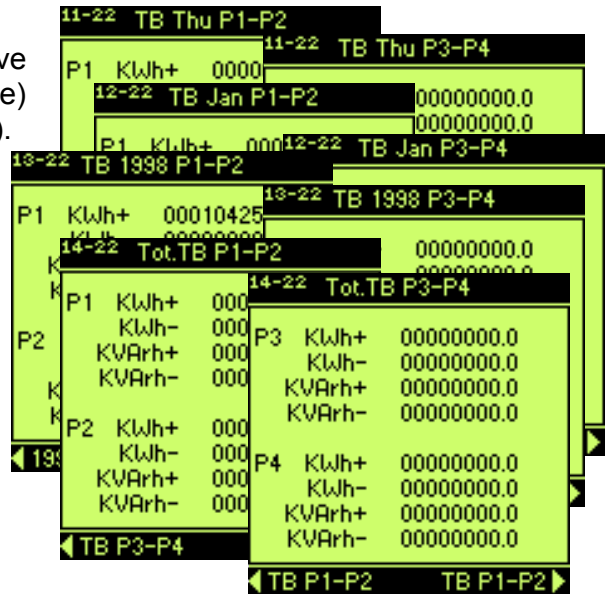 11-22 TB Thu P1-P2
11-22 TB Thu P3-P4
ve
P1 KWh+ 0000
e)
12-22 TB Jan P1-P2
00000000.0
00000000.0
).
P1 KWh+ 000
12-22 TB Jan P3-P4
13-22 TB 1998 P1-P2
13-22 TB 1998 P3-P4
P1 KWh+ 00010425
00000000.0
14-22 Tot.TB P1-P2
P1 KWh+ 000
KWh- 000
KVArh+ 000
KVArh- 000
P2
P2 KWh+ 000
KWh- 000
KVArh+ 000
KVArh- 000
TB P3-P4
14-22 Tot.TB P3-P4
P3 KWh+ 00000000.0
KWh- 00000000.0
KVArh+ 00000000.0
KVArh- 00000000.0
P4 KWh+ 00000000.0
KWh- 00000000.0
KVArh+ 00000000.0
KVArh- 00000000.0
TB P1-P2 TB P1-P2